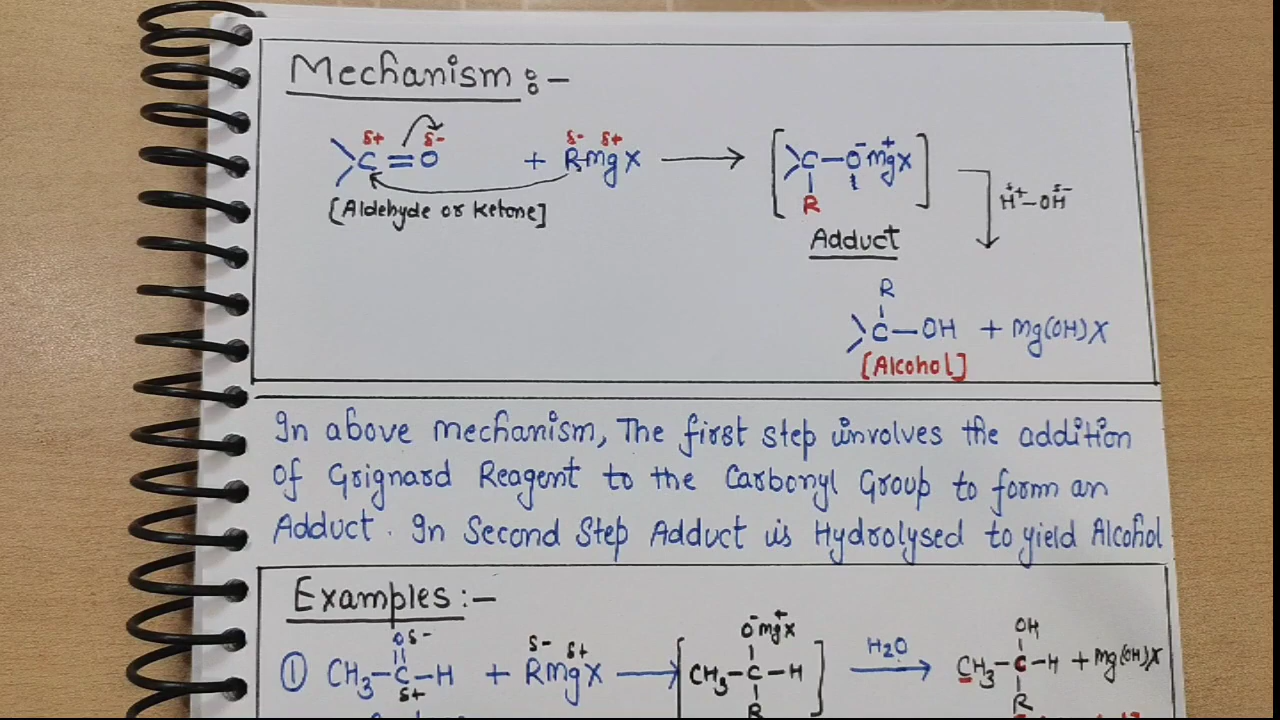 Mechanism :-
δ+ δ- δ- δ+
>C=O + RMgX → [>C-O⁻Mg⁺X]
R
[Aldehyde or Ketone]
H⁺-OH δ-
Adduct
R
>C-OH + Mg(OH)X
[Alcohol]
In above mechanism, The first step involves the addition
of Grignard Reagent to the Carbonyl Group to form an
Adduct. In Second Step Adduct is Hydrolysed to yield Alcohol
Examples :-
O δ- δ- δ+ O⁻Mg⁺X OH
① CH₃-C-H + RMgX → [CH₃-C-H] H₂O → CH₃-C-H + Mg(OH)X
δ+ R R